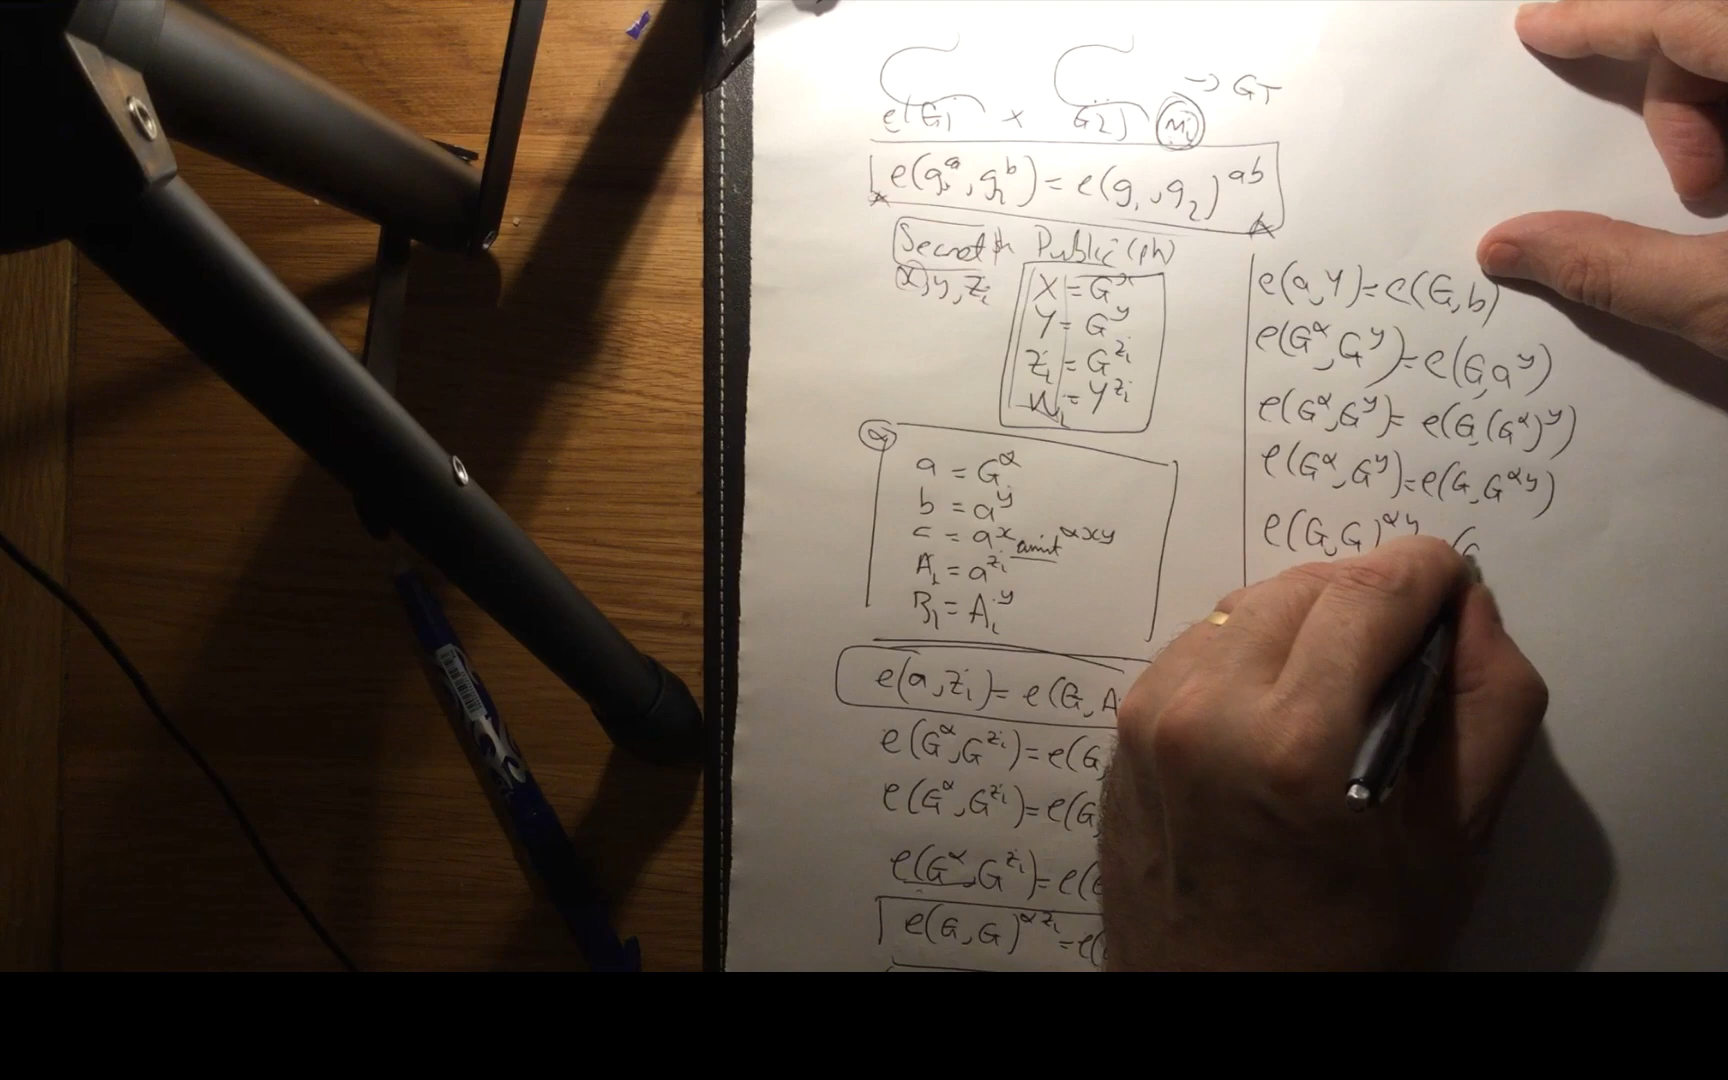 e(G1 × G2) → GT
Mi
e(g1^a, g2^b) = e(g1, g2)^ab
Secret Public (pk)
x, y, zi
X = G^x
Y = G^y
Zi = G^zi
Wi = Y^zi
α
a = G^α
b = a^y
c = a^x αxy
Ai = a^zi
Bi = Ai^y
e(a, Zi) = e(G, A
e(G^α, G^zi) = e(G,
e(G^α, G^zi) = e(G,
e(G^α, G^zi) = e(
e(G, G)^αzi = e(
e(a, Y) = e(G, b)
e(G^α, G^y) = e(G, a^y)
e(G^α, G^y) = e(G, (G^α)^y)
e(G^α, G^y) = e(G, G^αy)
e(G, G)^αy (G